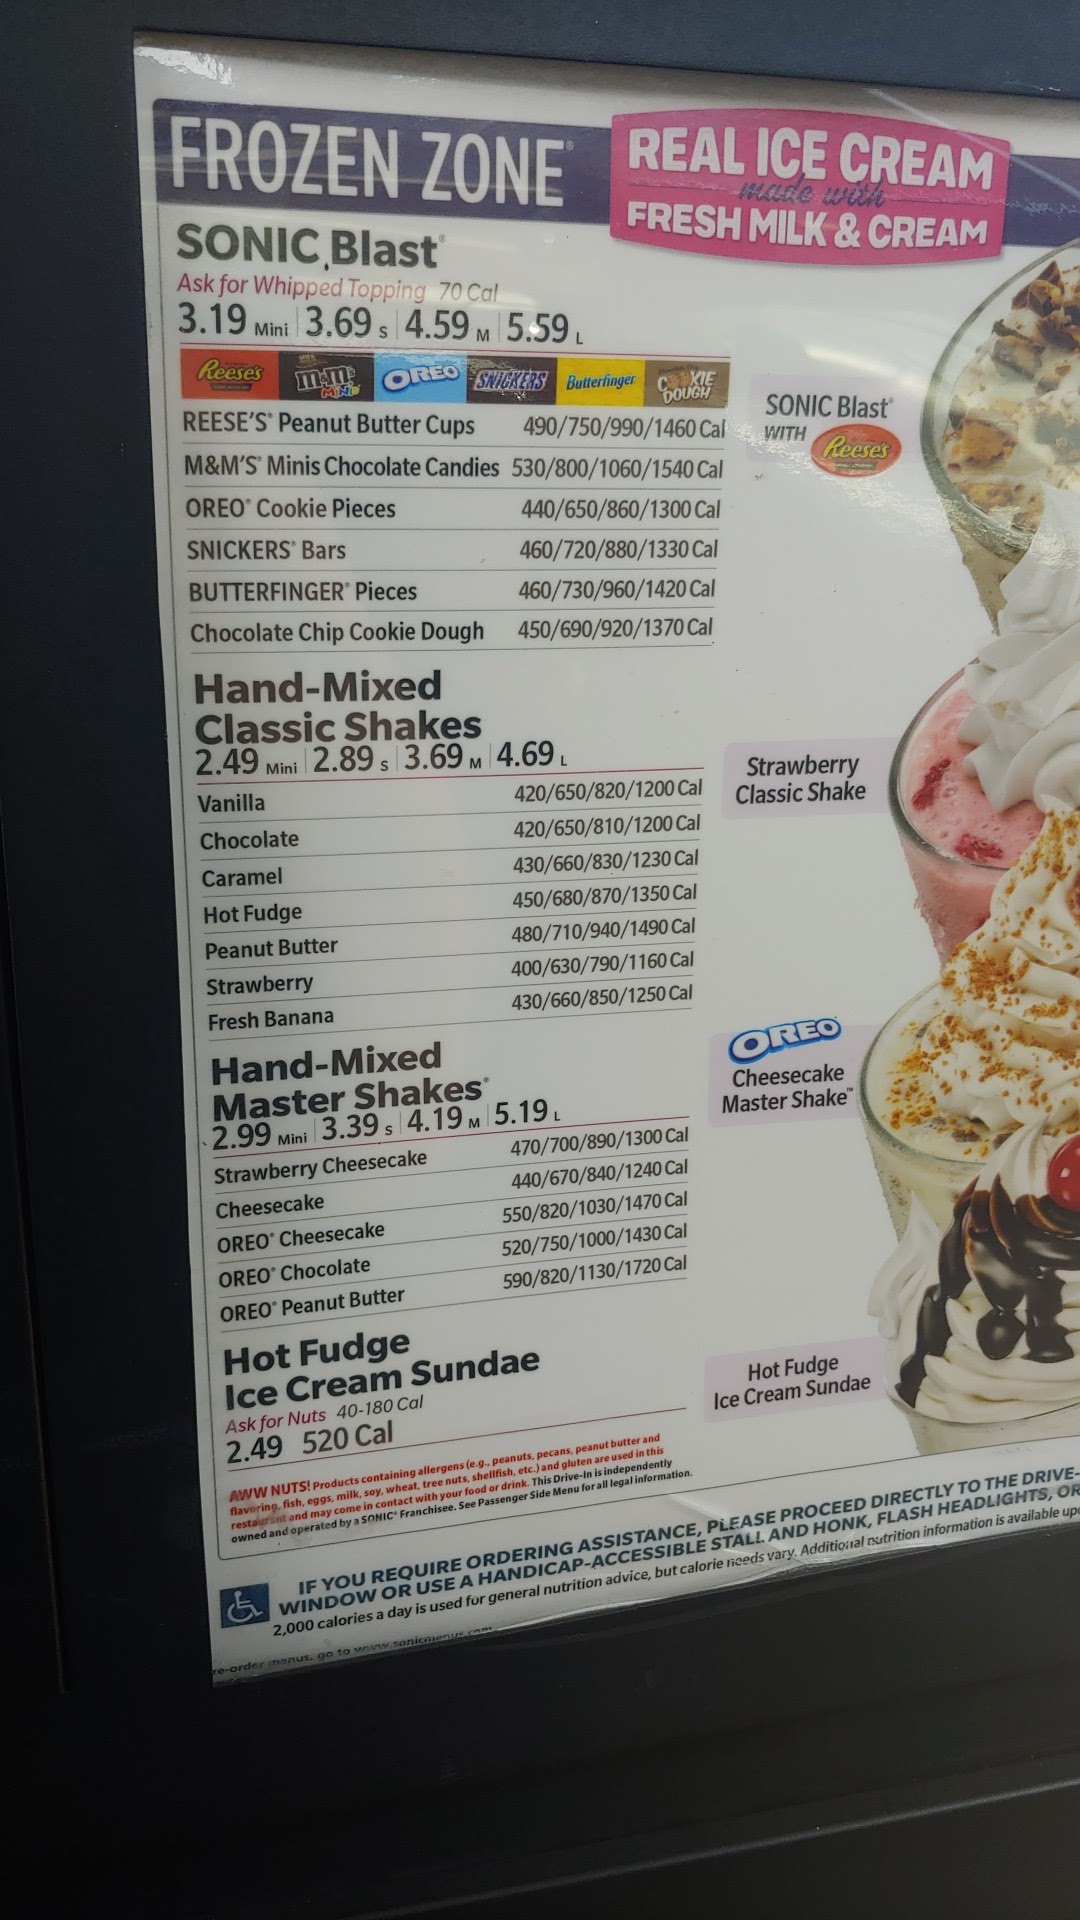 FROZEN ZONE®
REAL ICE CREAM
made with
FRESH MILK & CREAM
SONIC Blast®
Ask for Whipped Topping 70 Cal
3.19 Mini | 3.69 S | 4.59 M | 5.59 L
Reese's
m&m's MINIS
OREO
SNICKERS
Butterfinger
COOKIE DOUGH
REESE'S® Peanut Butter Cups 490/750/990/1460 Cal
M&M'S® Minis Chocolate Candies 530/800/1060/1540 Cal
OREO® Cookie Pieces 440/650/860/1300 Cal
SNICKERS® Bars 460/720/880/1330 Cal
BUTTERFINGER® Pieces 460/730/960/1420 Cal
Chocolate Chip Cookie Dough 450/690/920/1370 Cal
SONIC Blast®
WITH Reese's
Hand-Mixed
Classic Shakes
2.49 Mini | 2.89 S | 3.69 M | 4.69 L
Vanilla 420/650/820/1200 Cal
Chocolate 420/650/810/1200 Cal
Caramel 430/660/830/1230 Cal
Hot Fudge 450/680/870/1350 Cal
Peanut Butter 480/710/940/1490 Cal
Strawberry 400/630/790/1160 Cal
Fresh Banana 430/660/850/1250 Cal
Strawberry
Classic Shake
Hand-Mixed
Master Shakes®
2.99 Mini | 3.39 S | 4.19 M | 5.19 L
Strawberry Cheesecake 470/700/890/1300 Cal
Cheesecake 440/670/840/1240 Cal
OREO® Cheesecake 550/820/1030/1470 Cal
OREO® Chocolate 520/750/1000/1430 Cal
OREO® Peanut Butter 590/820/1130/1720 Cal
OREO
Cheesecake
Master Shake™
Hot Fudge
Ice Cream Sundae
Ask for Nuts 40-180 Cal
2.49 520 Cal
Hot Fudge
Ice Cream Sundae
AWW NUTS! Products containing allergens (e.g., peanuts, pecans, peanut butter and
flavoring, fish, eggs, milk, soy, wheat, tree nuts, shellfish, etc.) and gluten are used in this
restaurant and may come in contact with your food or drink. This Drive-In is independently
owned and operated by a SONIC® Franchisee. See Passenger Side Menu for all legal information.
IF YOU REQUIRE ORDERING ASSISTANCE, PLEASE PROCEED DIRECTLY TO THE DRIVE-
WINDOW OR USE A HANDICAP-ACCESSIBLE STALL AND HONK, FLASH HEADLIGHTS, OR
2,000 calories a day is used for general nutrition advice, but calorie needs vary. Additional nutrition information is available up
re-order menus, go to www.sonicmenus.com